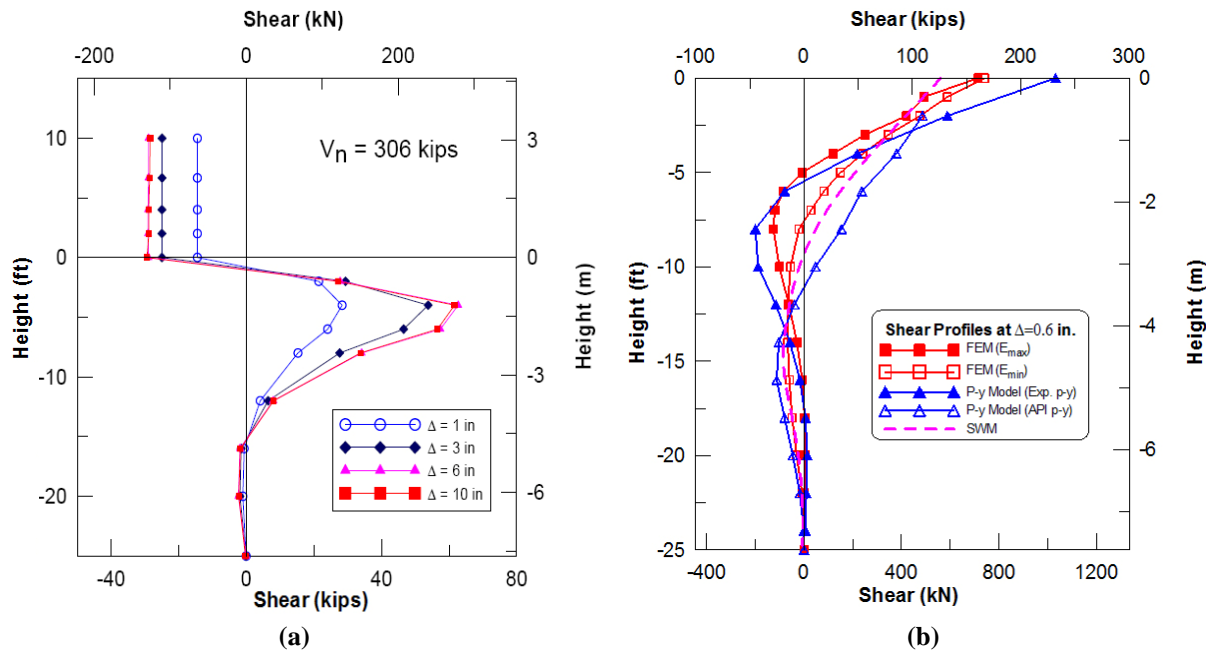 Shear (kN)
-200 0 200
10
0
-10
-20
Height (ft)
Vn = 306 kips
3
0
-3
-6
Height (m)
Δ = 1 in
Δ = 3 in
Δ = 6 in
Δ = 10 in
-40 0 40 80
Shear (kips)
(a)
Shear (kips)
-100 0 100 200 300
0
-5
-10
-15
-20
-25
Height (ft)
0
-2
-4
-6
Height (m)
Shear Profiles at Δ=0.6 in.
FEM (Emax)
FEM (Emin)
P-y Model (Exp. p-y)
P-y Model (API p-y)
SWM
-400 0 400 800 1200
Shear (kN)
(b)